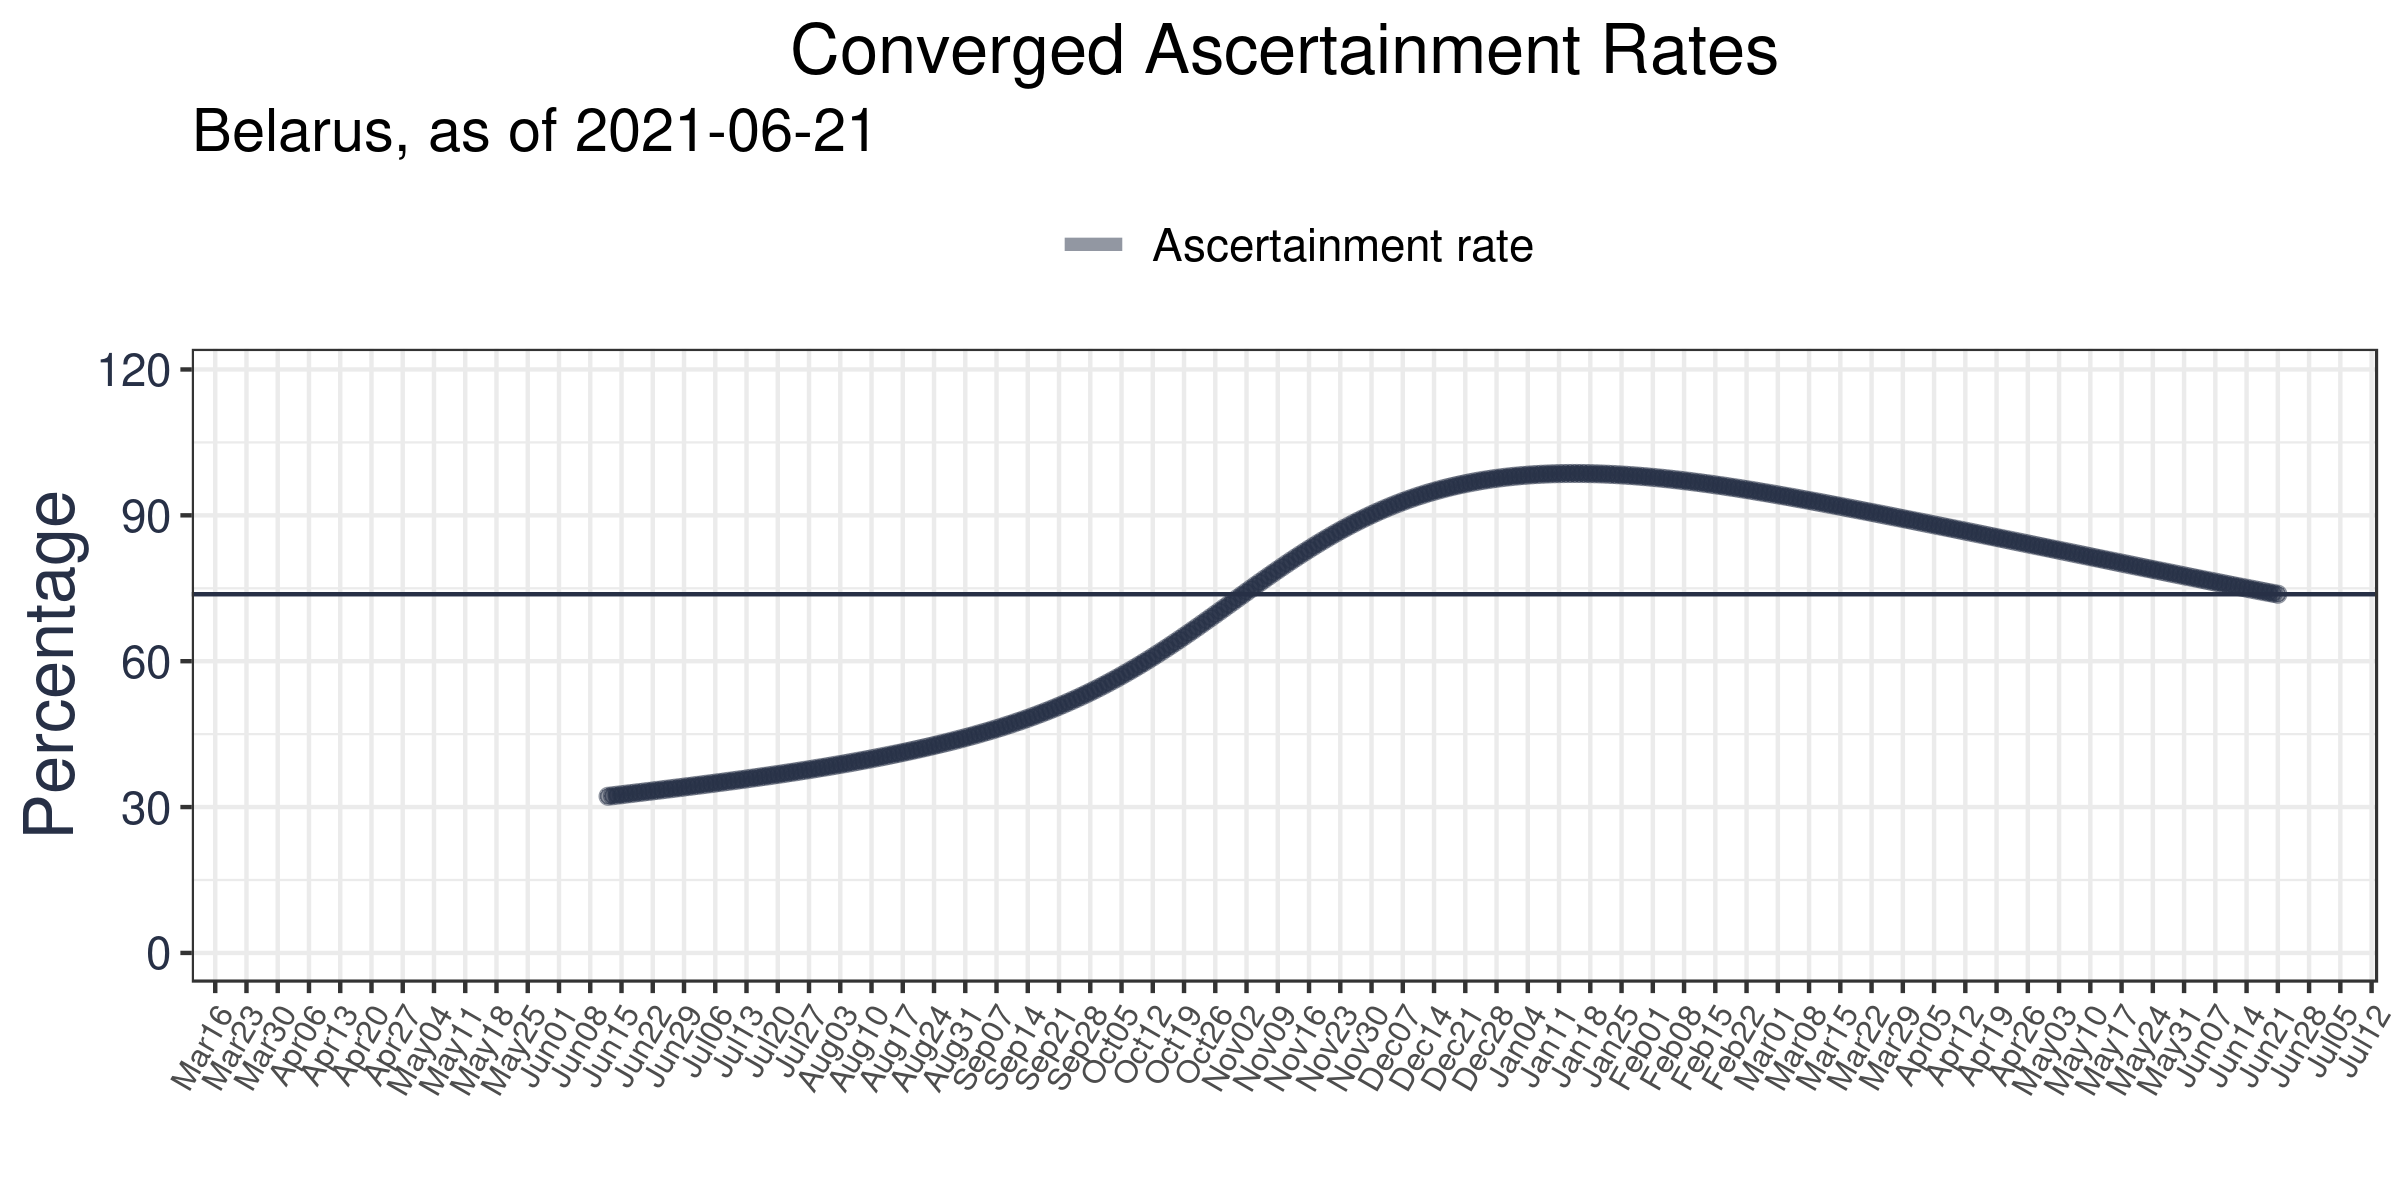 Converged Ascertainment Rates
Belarus, as of 2021-06-21
Ascertainment rate
Percentage
120
90
60
30
0
Mar16
Mar23
Mar30
Apr06
Apr13
Apr20
Apr27
May04
May11
May18
May25
Jun01
Jun08
Jun15
Jun22
Jun29
Jul06
Jul13
Jul20
Jul27
Aug03
Aug10
Aug17
Aug24
Aug31
Sep07
Sep14
Sep21
Sep28
Oct05
Oct12
Oct19
Oct26
Nov02
Nov09
Nov16
Nov23
Nov30
Dec07
Dec14
Dec21
Dec28
Jan04
Jan11
Jan18
Jan25
Feb01
Feb08
Feb15
Feb22
Mar01
Mar08
Mar15
Mar22
Mar29
Apr05
Apr12
Apr19
Apr26
May03
May10
May17
May24
May31
Jun07
Jun14
Jun21
Jun28
Jul05
Jul12